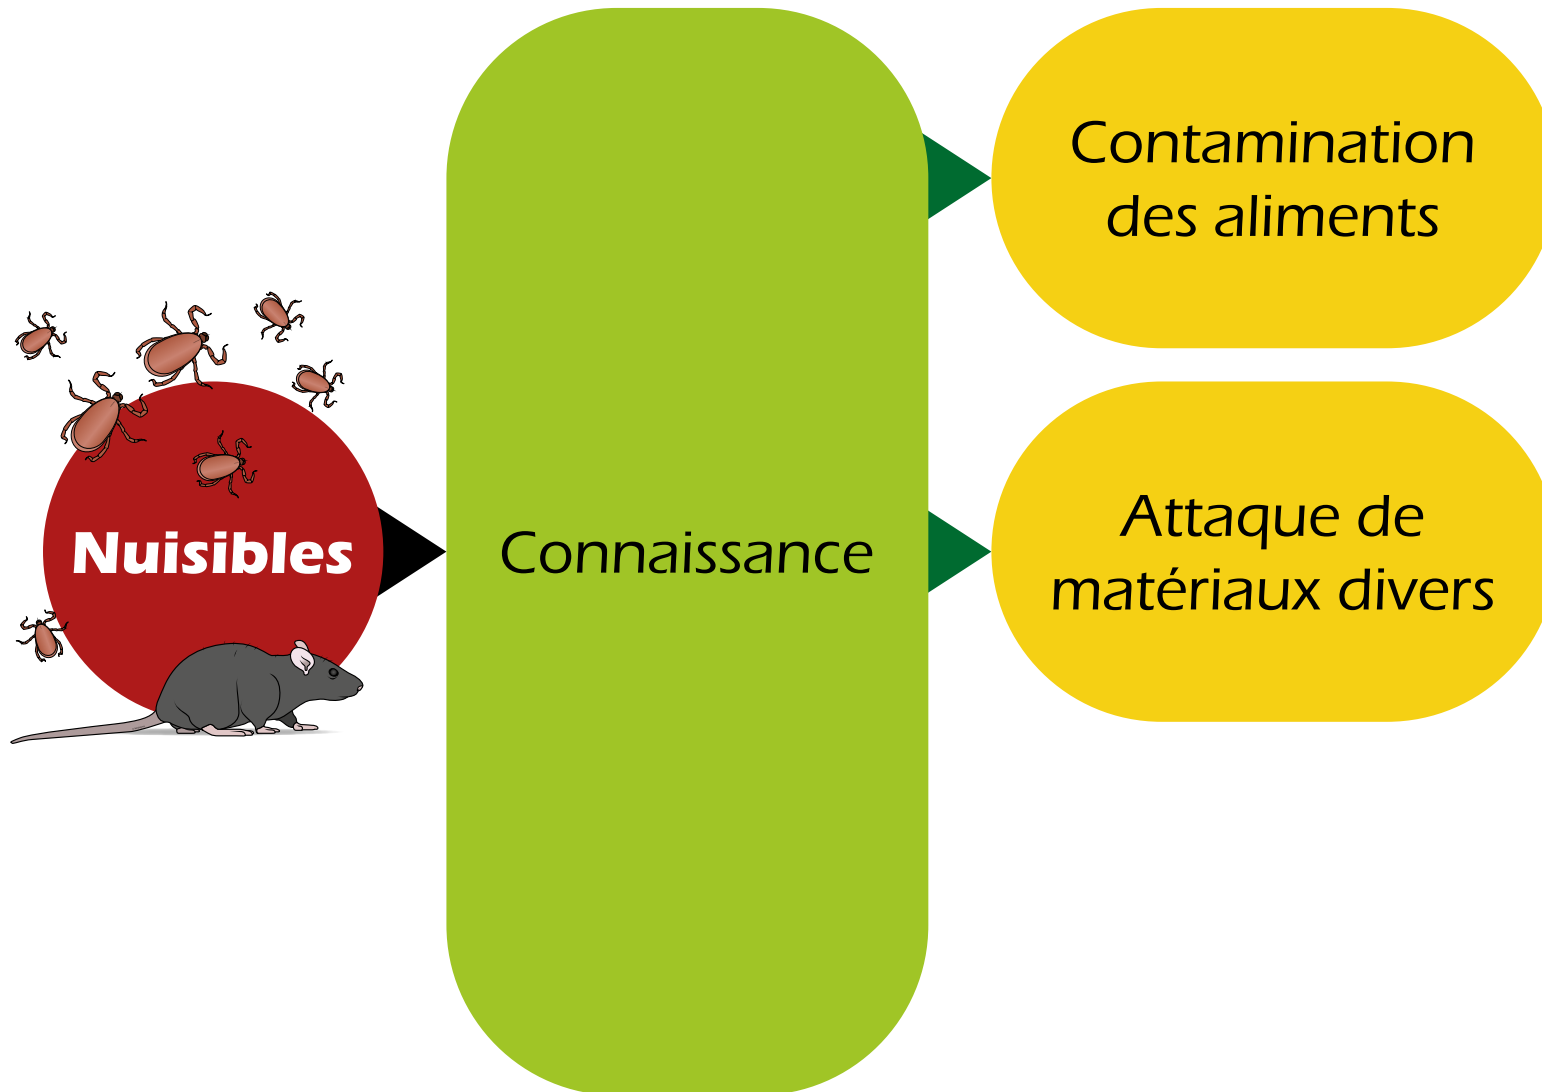 Nuisibles
Connaissance
Contamination
des aliments
Attaque de
matériaux divers